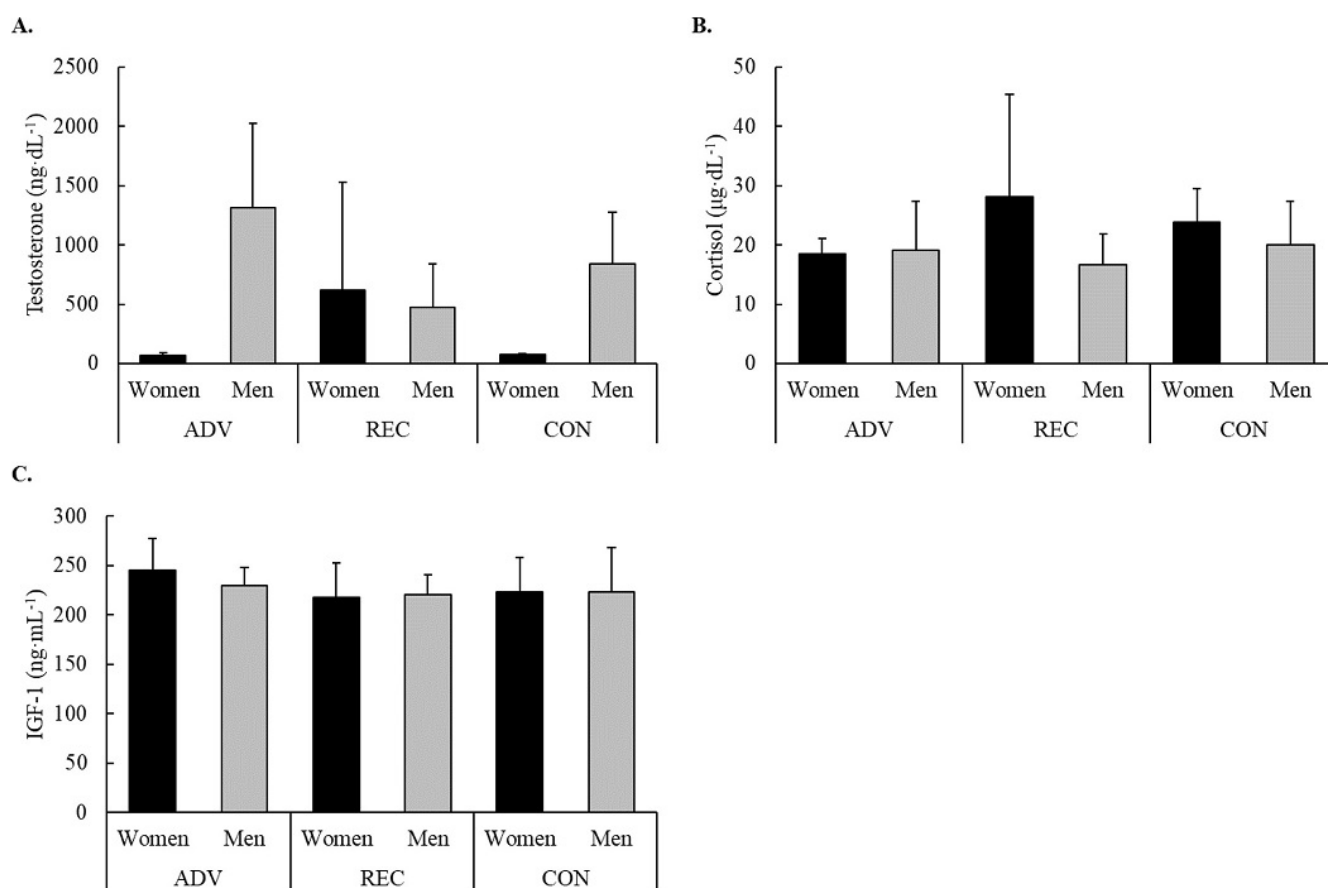 A.
Testosterone (ng·dL⁻¹)
2500
2000
1500
1000
500
0
Women Men Women Men Women Men
ADV REC CON
B.
Cortisol (µg·dL⁻¹)
50
40
30
20
10
0
Women Men Women Men Women Men
ADV REC CON
C.
IGF-1 (ng·mL⁻¹)
300
250
200
150
100
50
0
Women Men Women Men Women Men
ADV REC CON